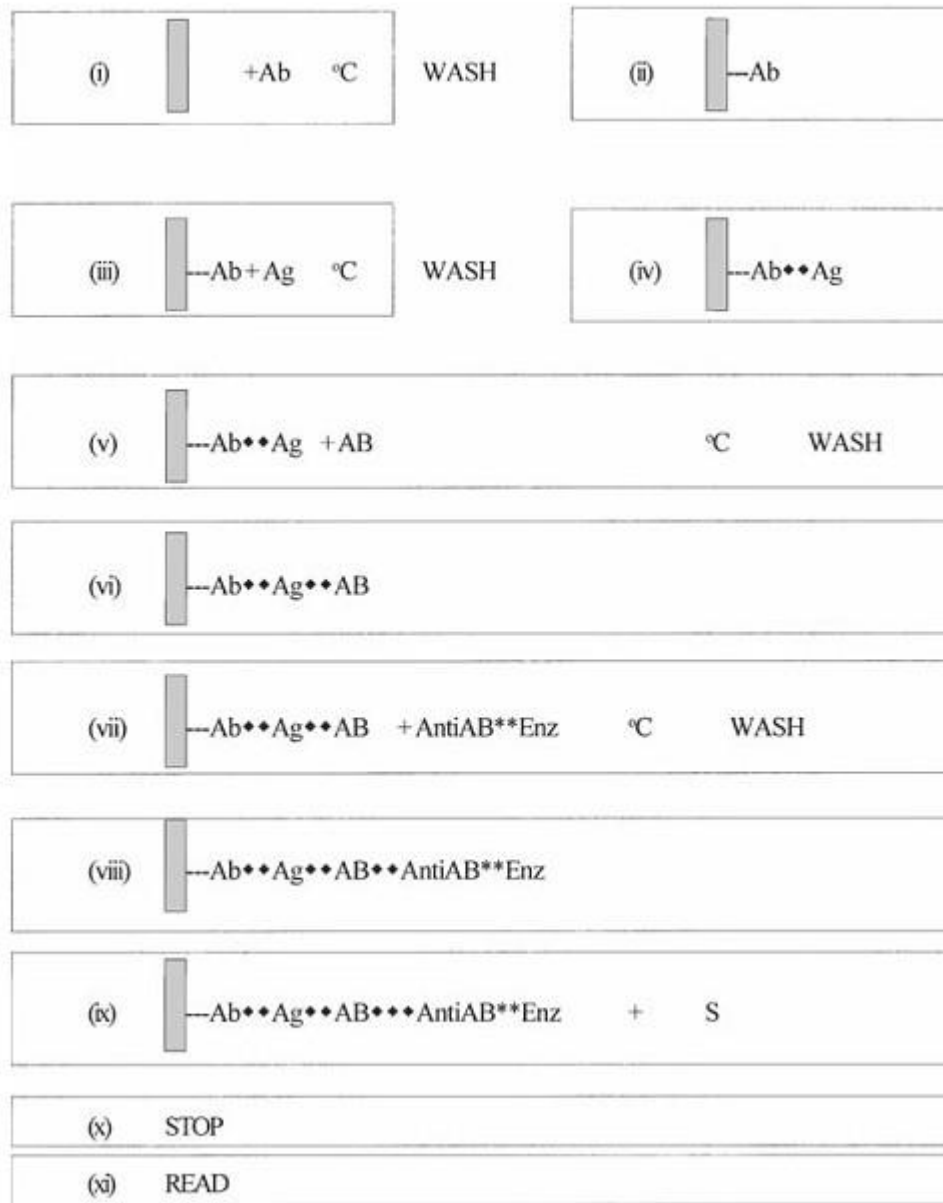 (i) +Ab °C WASH (ii) ---Ab
(iii) ---Ab + Ag °C WASH (iv) ---Ab◆◆Ag
(v) ---Ab◆◆Ag + AB °C WASH
(vi) ---Ab◆◆Ag◆◆AB
(vii) ---Ab◆◆Ag◆◆AB + AntiAB**Enz °C WASH
(viii) ---Ab◆◆Ag◆◆AB◆◆AntiAB**Enz
(ix) ---Ab◆◆Ag◆◆AB◆◆◆AntiAB**Enz + S
(x) STOP
(xi) READ